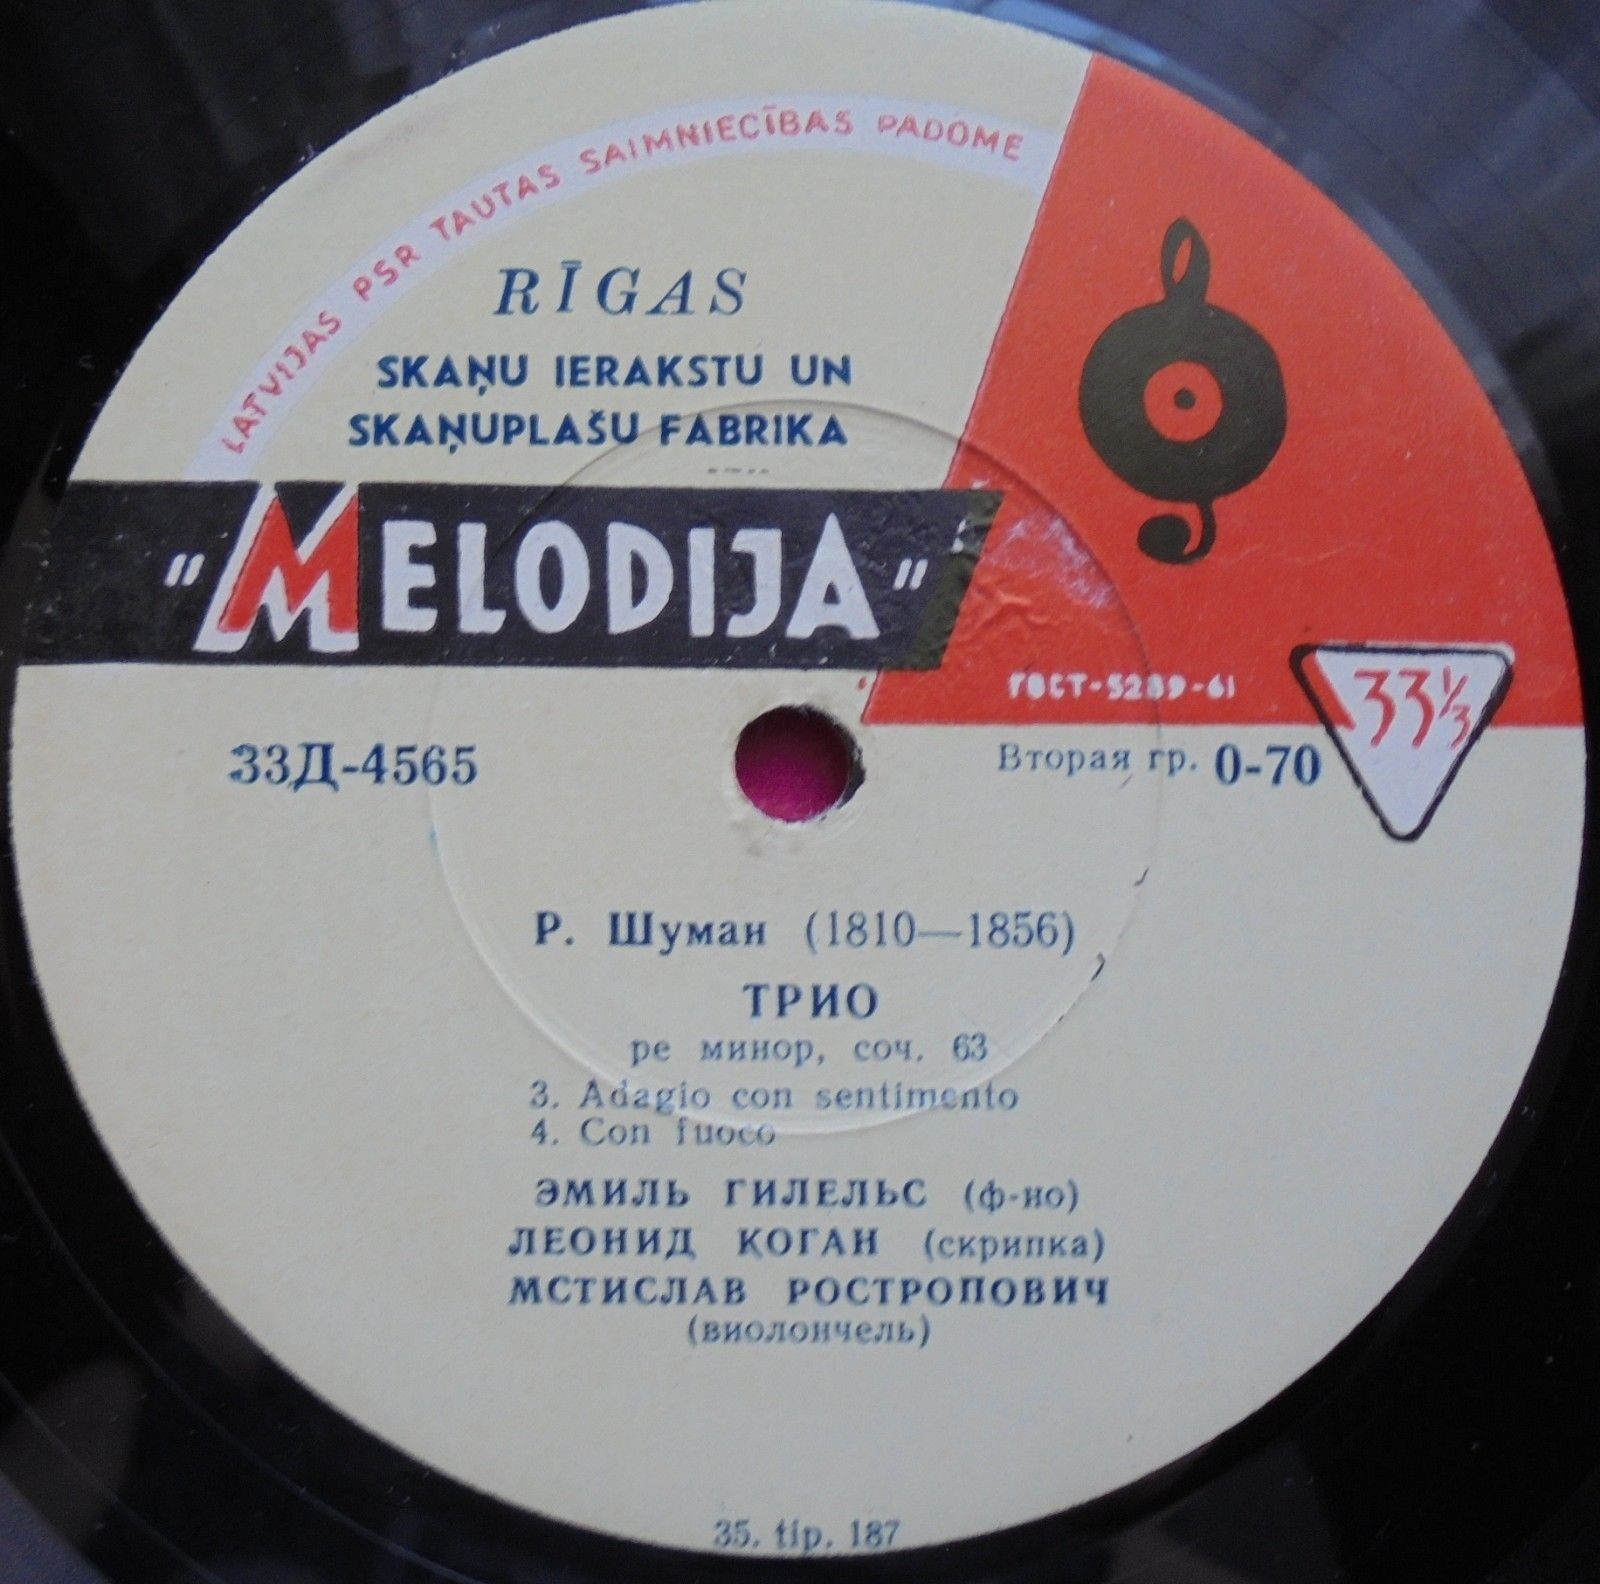 LATVIJAS PSR TAUTAS SAIMNIECĪBAS PADOME
RĪGAS
SKAŅU IERAKSTU UN
SKAŅUPLAŠU FABRIKA
"MELODIJA"
ГОСТ-5289-61
33⅓
33Д-4565
Вторая гр. 0-70
Р. Шуман (1810—1856)
ТРИО
ре минор, соч. 63
3. Adagio con sentimento
4. Con fuoco
ЭМИЛЬ ГИЛЕЛЬС (ф-но)
ЛЕОНИД КОГАН (скрипка)
МСТИСЛАВ РОСТРОПОВИЧ
(виолончель)
35. tip. 187